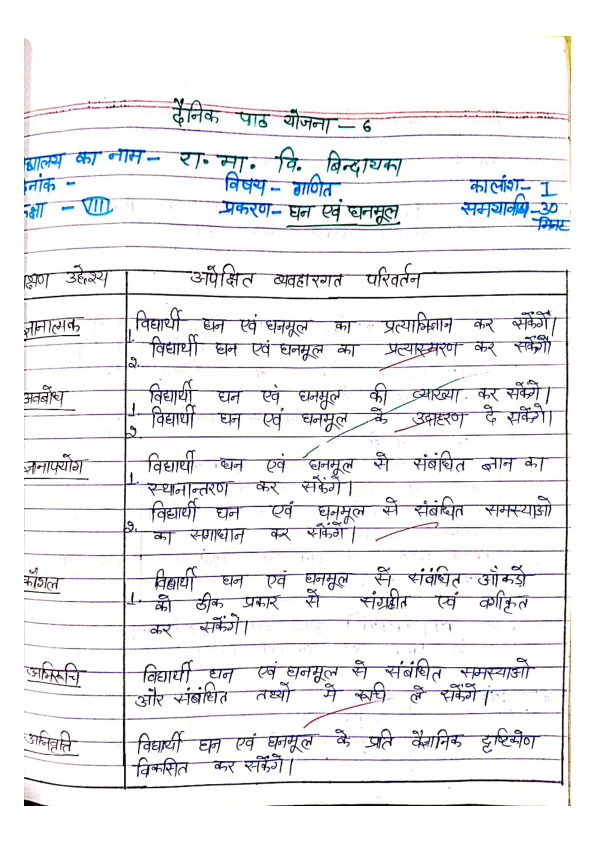 दैनिक पाठ योजना - 6
द्यालय का नाम - रा. मा. वि. बिन्दायका
नांक - विषय - गणित कालांश - I
क्षा - VIII प्रकरण - घन एवं घनमूल समयावधि - 30
मिनट
क्षण उद्देश्य अपेक्षित व्यवहारगत परिवर्तन
ज्ञानात्मक विद्यार्थी घन एवं घनमूल का प्रत्याभिज्ञान कर सकेंगें।
1.
विद्यार्थी घन एवं घनमूल का प्रत्यास्मरण कर सकेंगें
2.
अवबोध 1. विद्यार्थी घन एवं घनमूल की व्याख्या कर सकेंगे।
2. विद्यार्थी घन एवं घनमूल के उदाहरण दे सकेंगे।
ज्ञानोपयोग 1. विद्यार्थी घन एवं घनमूल से संबंधित ज्ञान का
स्थानान्तरण कर सकेंगे।
2. विद्यार्थी घन एवं घनमूल से संबंधित समस्याओ
का समाधान कर सकेंगे।
कौशल 1. विद्यार्थी घन एवं घनमूल से संबंधित आँकड़ो
को ठीक प्रकार से संग्रहीत एवं वर्गीकृत
कर सकेंगे।
अभिरूचि विद्यार्थी घन एवं घनमूल से संबंधित समस्याओ
और संबंधित तथ्यो मे रूची ले सकेंगे।
अभिवृत्ति विद्यार्थी घन एवं घनमूल के प्रति वैज्ञानिक दृष्टिकोण
विकसित कर सकेंगे।